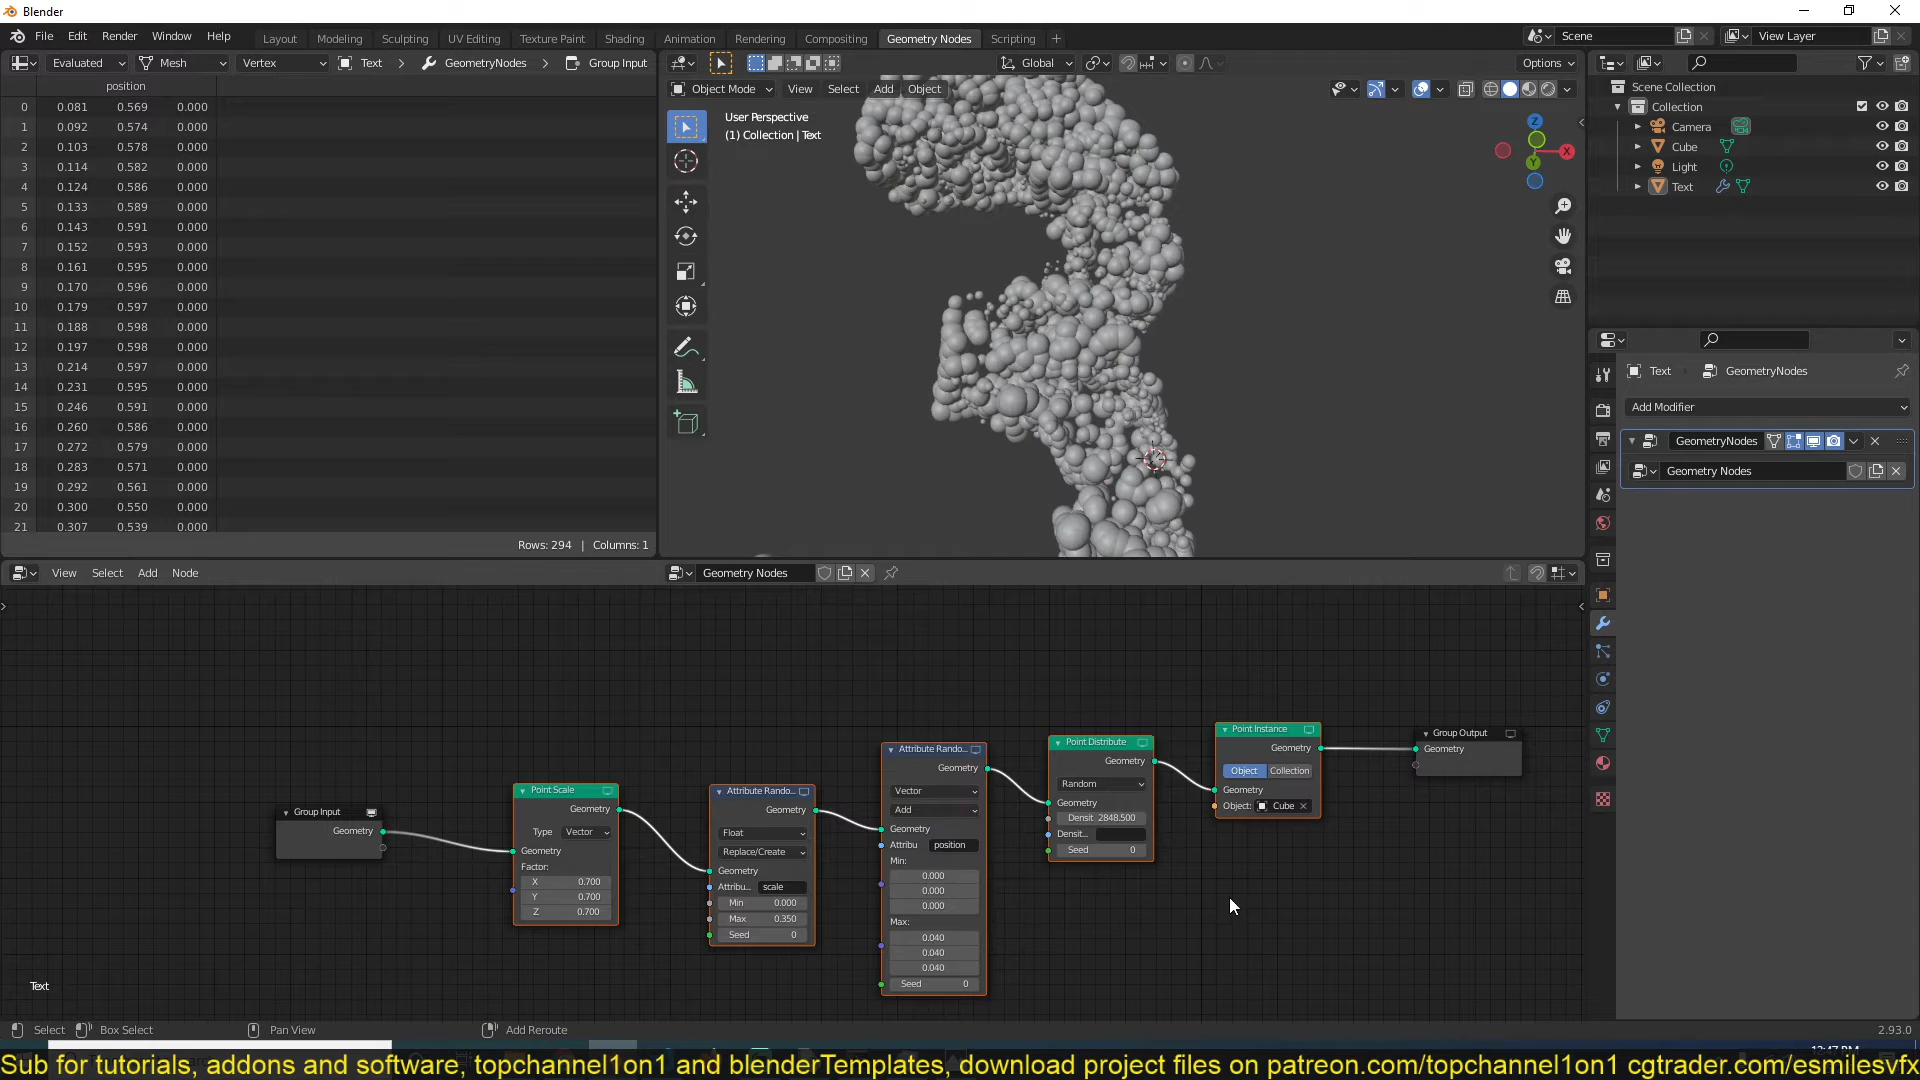 Blender
File Edit Render Window Help Layout Modeling Sculpting UV Editing Texture Paint Shading Animation Rendering Compositing Geometry Nodes Scripting + Scene View Layer
Evaluated Mesh Vertex Text > GeometryNodes > Group Input
Global Options
position
Object Mode View Select Add Object
0 0.081 0.569 0.000
1 0.092 0.574 0.000
2 0.103 0.578 0.000
3 0.114 0.582 0.000
4 0.124 0.586 0.000
5 0.133 0.589 0.000
6 0.143 0.591 0.000
7 0.152 0.593 0.000
8 0.161 0.595 0.000
9 0.170 0.596 0.000
10 0.179 0.597 0.000
11 0.188 0.598 0.000
12 0.197 0.598 0.000
13 0.214 0.597 0.000
14 0.231 0.595 0.000
15 0.246 0.591 0.000
16 0.260 0.586 0.000
17 0.272 0.579 0.000
18 0.283 0.571 0.000
19 0.292 0.561 0.000
20 0.300 0.550 0.000
21 0.307 0.539 0.000
Rows: 294 | Columns: 1
User Perspective
(1) Collection | Text
Z
X
Y
Scene Collection
Collection
Camera
Cube
Light
Text
Text > GeometryNodes
Add Modifier
GeometryNodes
Geometry Nodes
View Select Add Node Geometry Nodes
Group Input
Geometry
Point Scale
Geometry
Type Vector
Geometry
Factor:
X 0.700
Y 0.700
Z 0.700
Attribute Rando...
Geometry
Float
Replace/Create
Geometry
Attribu... scale
Min 0.000
Max 0.350
Seed 0
Attribute Rando...
Geometry
Vector
Add
Geometry
Attribu position
Min:
0.000
0.000
0.000
Max:
0.040
0.040
0.040
Seed 0
Point Distribute
Geometry
Random
Geometry
Densit 2848.500
Densit...
Seed 0
Point Instance
Geometry
Object Collection
Geometry
Object: Cube
Group Output
Geometry
Text
Select Box Select Pan View Add Reroute 2.93.0
Sub for tutorials, addons and software, topchannel1on1 and blenderTemplates, download project files on patreon.com/topchannel1on1 cgtrader.com/esmilesvfx